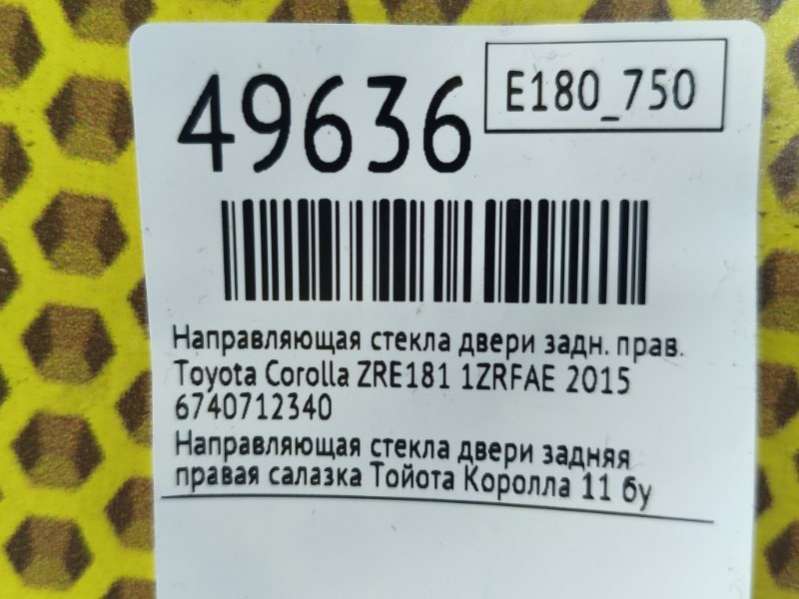 49636
E180_750
Направляющая стекла двери задн. прав.
Toyota Corolla ZRE181 1ZRFAE 2015
6740712340
Направляющая стекла двери задняя
правая салазка Тойота Королла 11 бу